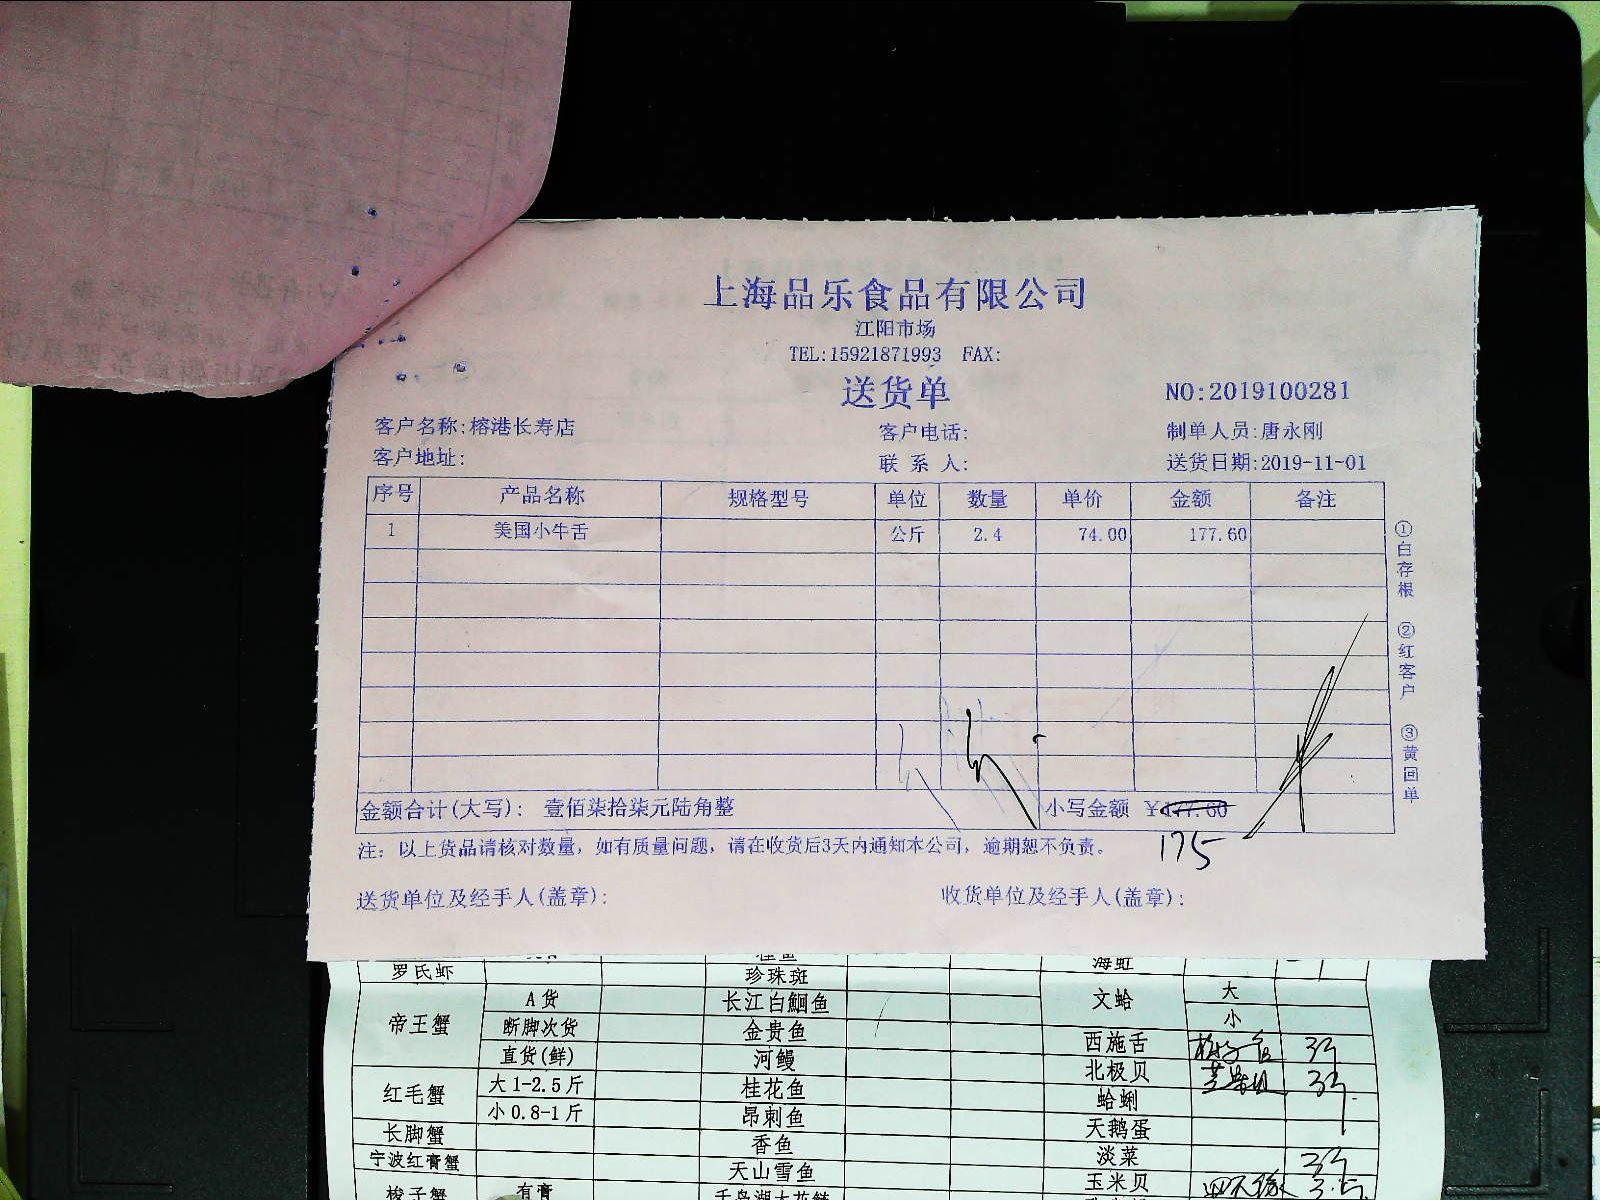 上海品乐食品有限公司
江阳市场
TEL:15921871993 FAX:
送货单
NO:2019100281
客户名称:榕港长寿店 客户电话: 制单人员:唐永刚
客户地址: 联系人: 送货日期:2019-11-01
序号 产品名称 规格型号 单位 数量 单价 金额 备注
1 美国小牛舌 公斤 2.4 74.00 177.60
①白存根 ②红客户 ③黄回单
金额合计(大写): 壹佰柒拾柒元陆角整 小写金额 ¥177.60
175
注: 以上货品请核对数量, 如有质量问题, 请在收货后3天内通知本公司, 逾期恕不负责。
送货单位及经手人(盖章): 收货单位及经手人(盖章):
罗氏虾 桂鱼 海虹
珍珠斑
帝王蟹 A货 长江白鮰鱼 文蛤 大
断脚次货 金贵鱼 小
直货(鲜) 河鳗 西施舌
红毛蟹 大1-2.5斤 桂花鱼 北极贝
小0.8-1斤 昂刺鱼 蛤蜊
长脚蟹 香鱼 天鹅蛋
宁波红膏蟹 天山雪鱼 淡菜
梭子蟹 有膏 玉米贝